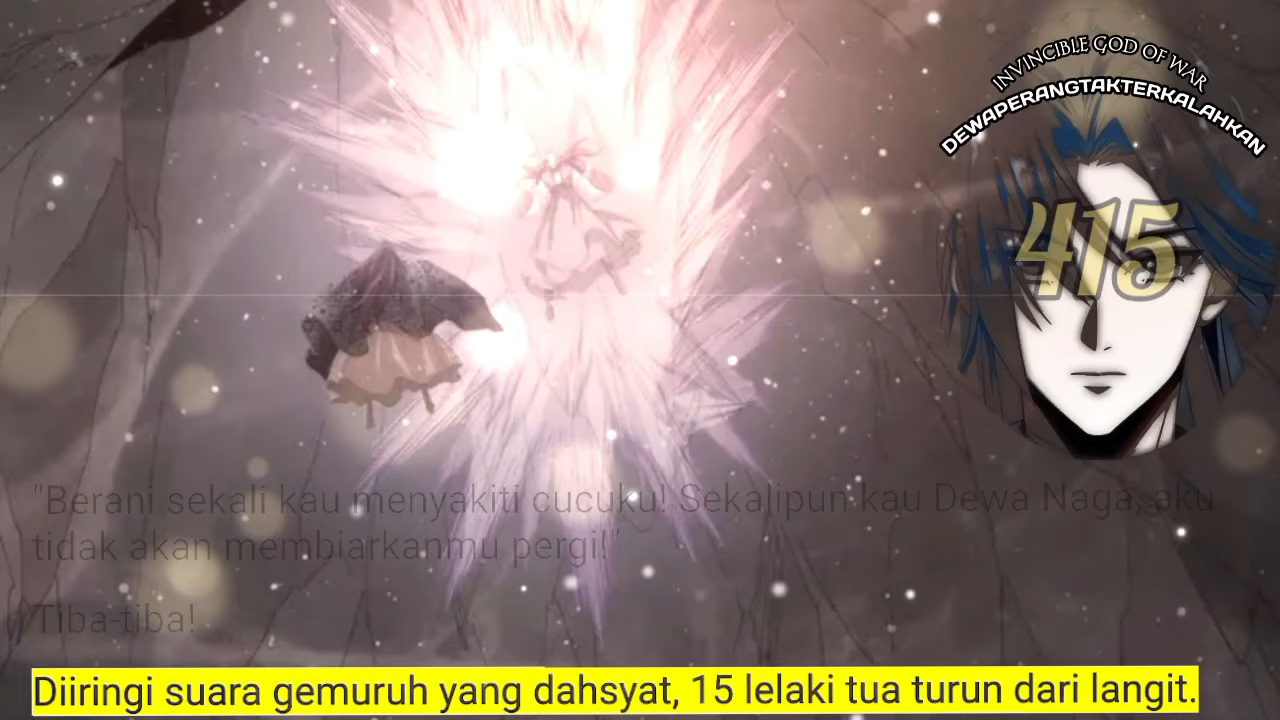 INVINCIBLE GOD OF WAR
DEWAPERANGTAKTERKALAHKAN
415
"Berani sekali kau menyakiti cucuku! Sekalipun kau Dewa Naga, aku
tidak akan membiarkanmu pergi!"
Tiba-tiba!
Diiringi suara gemuruh yang dahsyat, 15 lelaki tua turun dari langit.